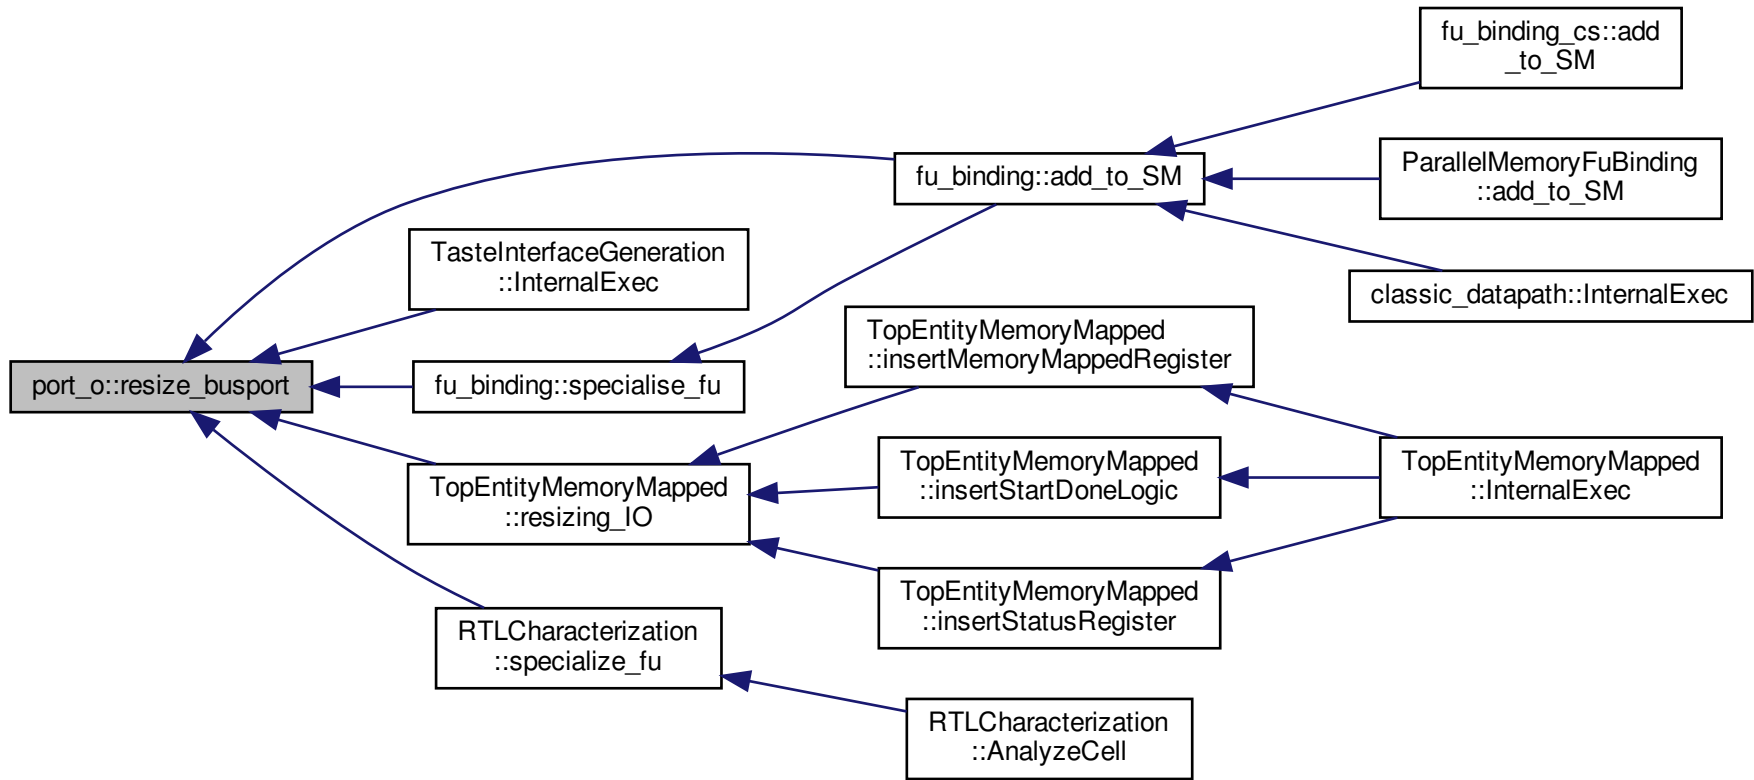 fu_binding_cs::add
_to_SM
fu_binding::add_to_SM
ParallelMemoryFuBinding
::add_to_SM
TasteInterfaceGeneration
::InternalExec
classic_datapath::InternalExec
TopEntityMemoryMapped
::insertMemoryMappedRegister
port_o::resize_busport
fu_binding::specialise_fu
TopEntityMemoryMapped
::resizing_IO
TopEntityMemoryMapped
::insertStartDoneLogic
TopEntityMemoryMapped
::InternalExec
TopEntityMemoryMapped
::insertStatusRegister
RTLCharacterization
::specialize_fu
RTLCharacterization
::AnalyzeCell